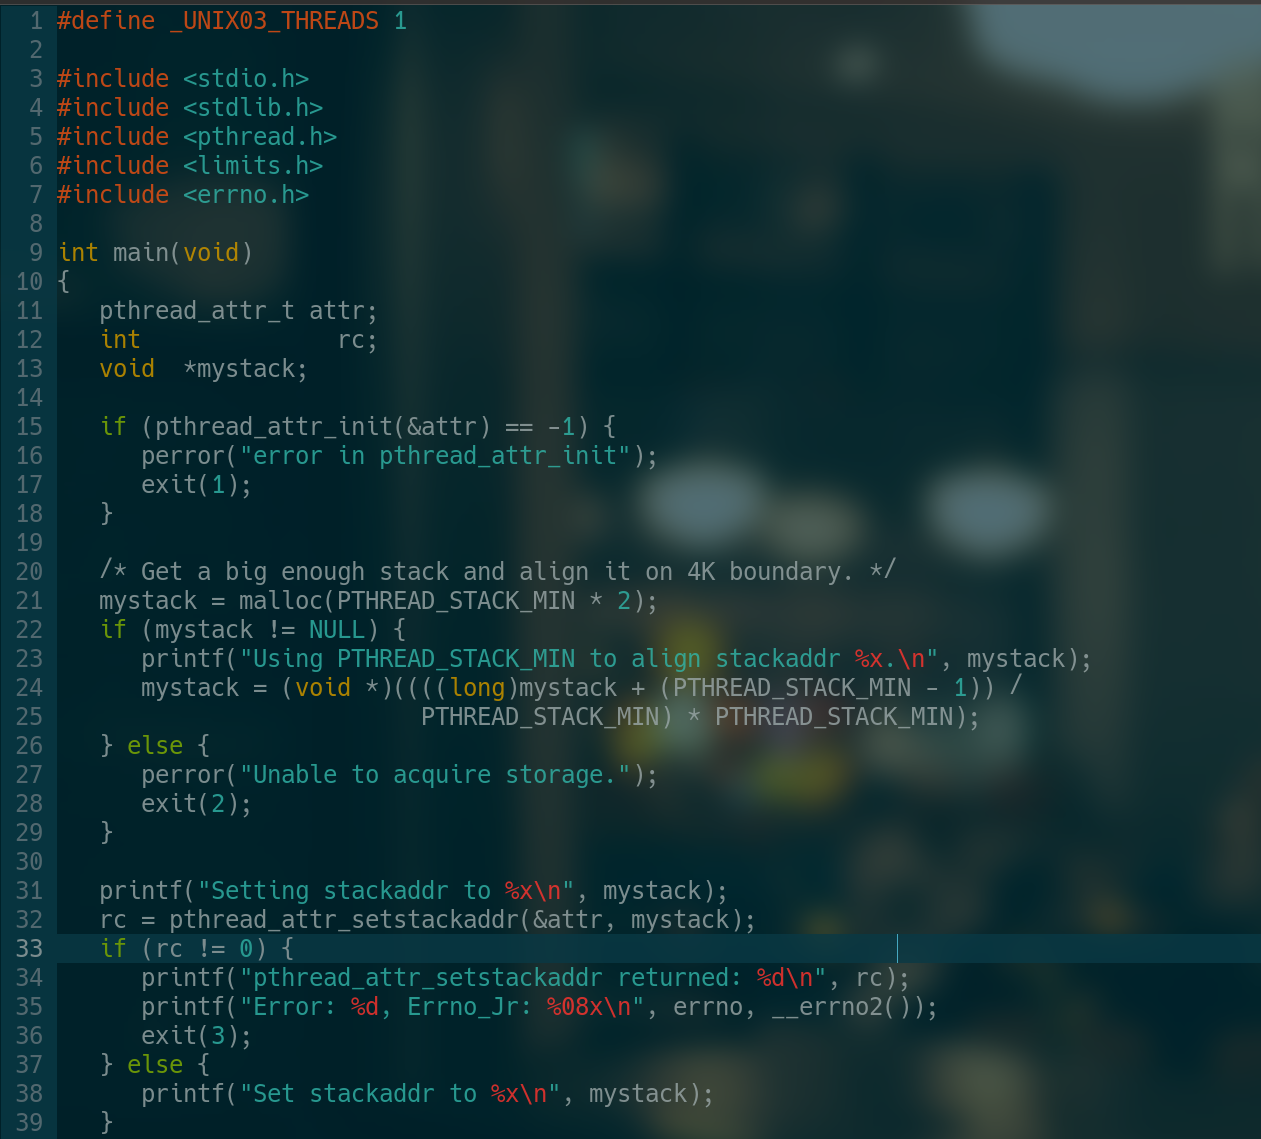 1 #define _UNIX03_THREADS 1
2
3 #include <stdio.h>
4 #include <stdlib.h>
5 #include <pthread.h>
6 #include <limits.h>
7 #include <errno.h>
8
9 int main(void)
10 {
11    pthread_attr_t attr;
12    int              rc;
13    void  *mystack;
14
15    if (pthread_attr_init(&attr) == -1) {
16       perror("error in pthread_attr_init");
17       exit(1);
18    }
19
20    /* Get a big enough stack and align it on 4K boundary. */
21    mystack = malloc(PTHREAD_STACK_MIN * 2);
22    if (mystack != NULL) {
23       printf("Using PTHREAD_STACK_MIN to align stackaddr %x.\n", mystack);
24       mystack = (void *)((((long)mystack + (PTHREAD_STACK_MIN - 1)) /
25                           PTHREAD_STACK_MIN) * PTHREAD_STACK_MIN);
26    } else {
27       perror("Unable to acquire storage.");
28       exit(2);
29    }
30
31    printf("Setting stackaddr to %x\n", mystack);
32    rc = pthread_attr_setstackaddr(&attr, mystack);
33    if (rc != 0) {
34       printf("pthread_attr_setstackaddr returned: %d\n", rc);
35       printf("Error: %d, Errno_Jr: %08x\n", errno, __errno2());
36       exit(3);
37    } else {
38       printf("Set stackaddr to %x\n", mystack);
39    }